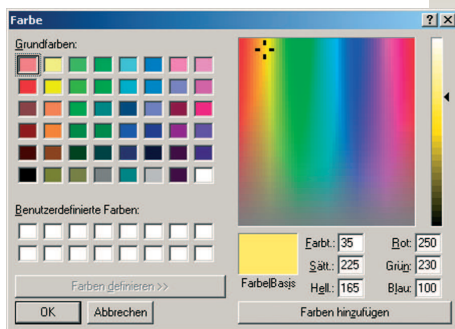 Farbe
Grundfarben:
Benutzerdefinierte Farben:
Farben definieren >>
OK Abbrechen
Farbe|Basis
Farbt.: 35 Rot: 250
Sätt.: 225 Grün: 230
Hell.: 165 Blau: 100
Farben hinzufügen